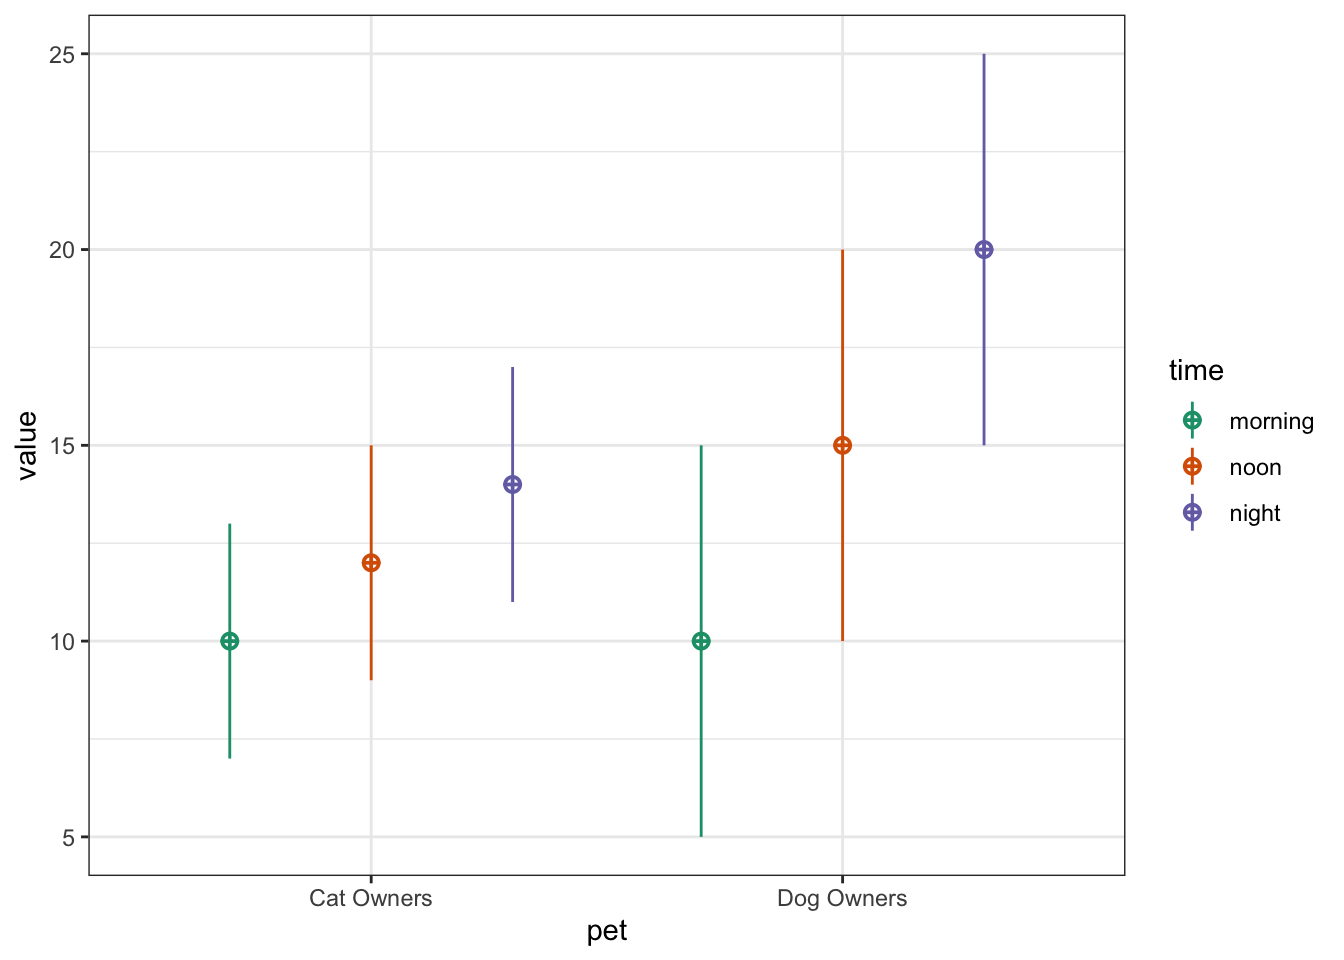 25
20
15
10
5
value
Cat Owners
Dog Owners
pet
time
morning
noon
night